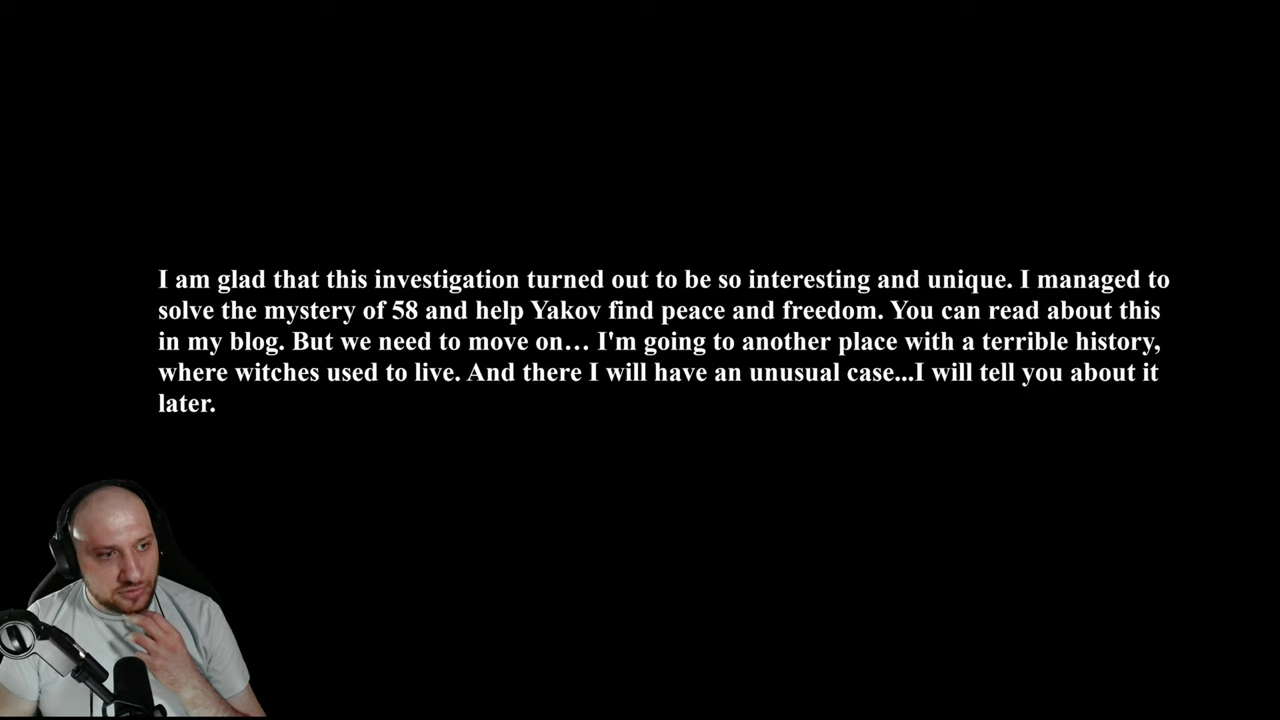 I am glad that this investigation turned out to be so interesting and unique. I managed to
solve the mystery of 58 and help Yakov find peace and freedom. You can read about this
in my blog. But we need to move on… I'm going to another place with a terrible history,
where witches used to live. And there I will have an unusual case...I will tell you about it
later.